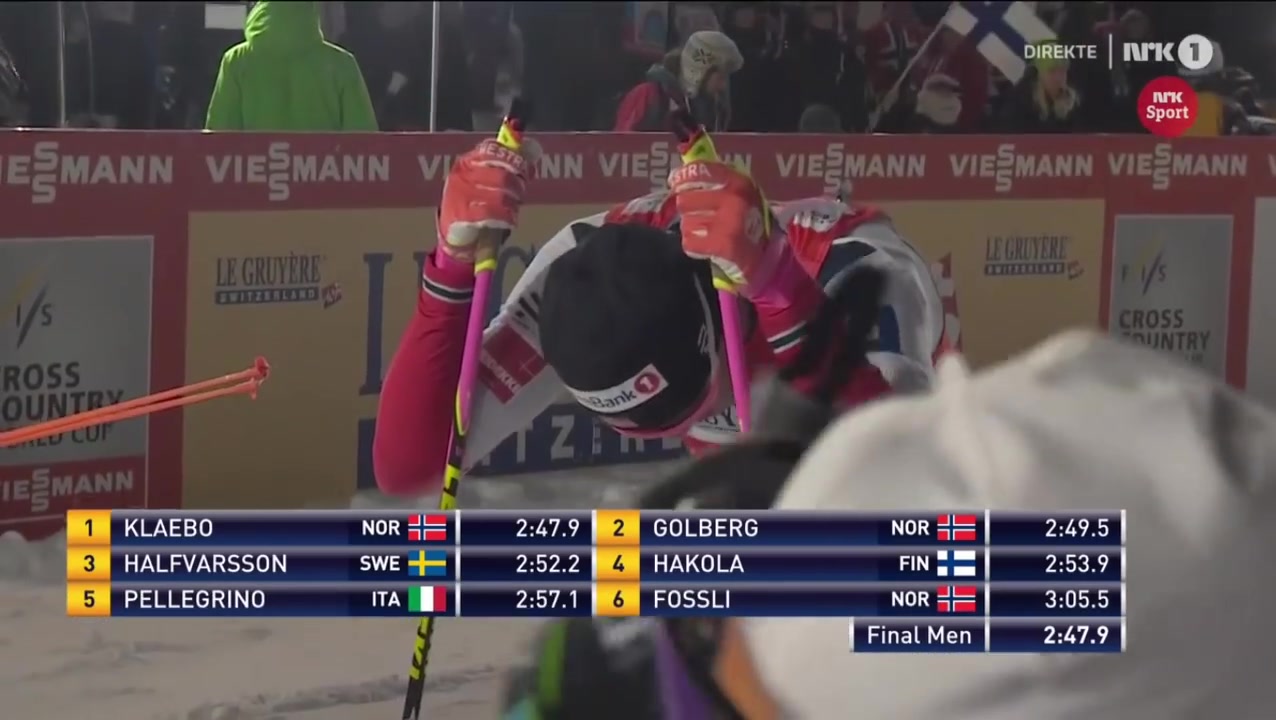 DIREKTE | NRK 1
NRK Sport
VIESSMANN VIESSMANN VIESSMANN VIESSMANN VIESSMANN VIESSMANN
LE GRUYÈRE
SWITZERLAND
LE GRUYÈRE
SWITZERLAND
FIS
CROSS
COUNTRY
WORLD CUP
VIESSMANN
FIS
CROSS
COUNTRY
1 KLAEBO NOR 2:47.9 2 GOLBERG NOR 2:49.5
3 HALFVARSSON SWE 2:52.2 4 HAKOLA FIN 2:53.9
5 PELLEGRINO ITA 2:57.1 6 FOSSLI NOR 3:05.5
Final Men 2:47.9